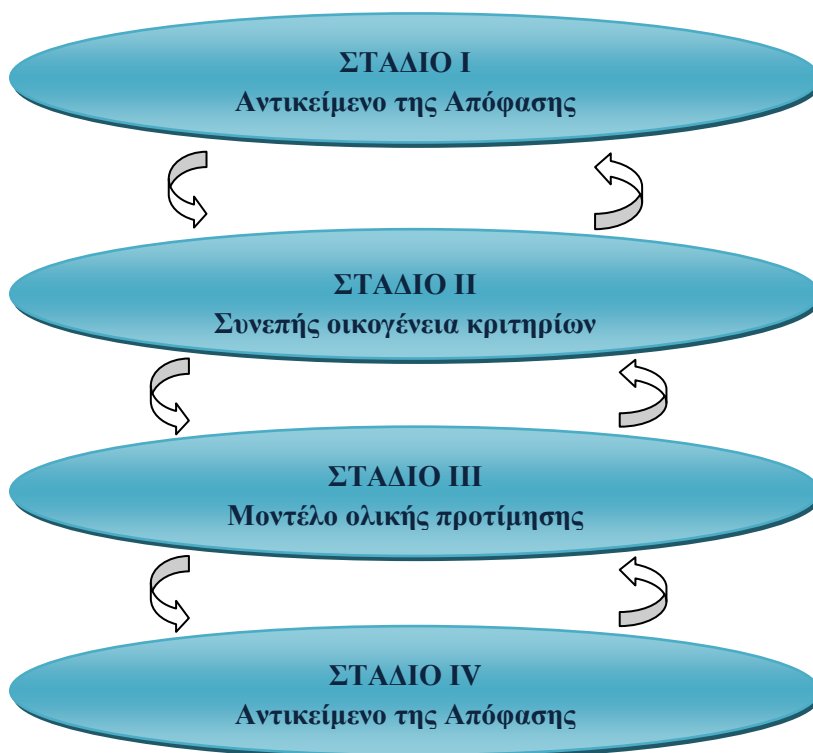 ΣΤΑΔΙΟ Ι
Αντικείμενο της Απόφασης
ΣΤΑΔΙΟ ΙΙ
Συνεπής οικογένεια κριτηρίων
ΣΤΑΔΙΟ ΙΙΙ
Μοντέλο ολικής προτίμησης
ΣΤΑΔΙΟ IV
Αντικείμενο της Απόφασης